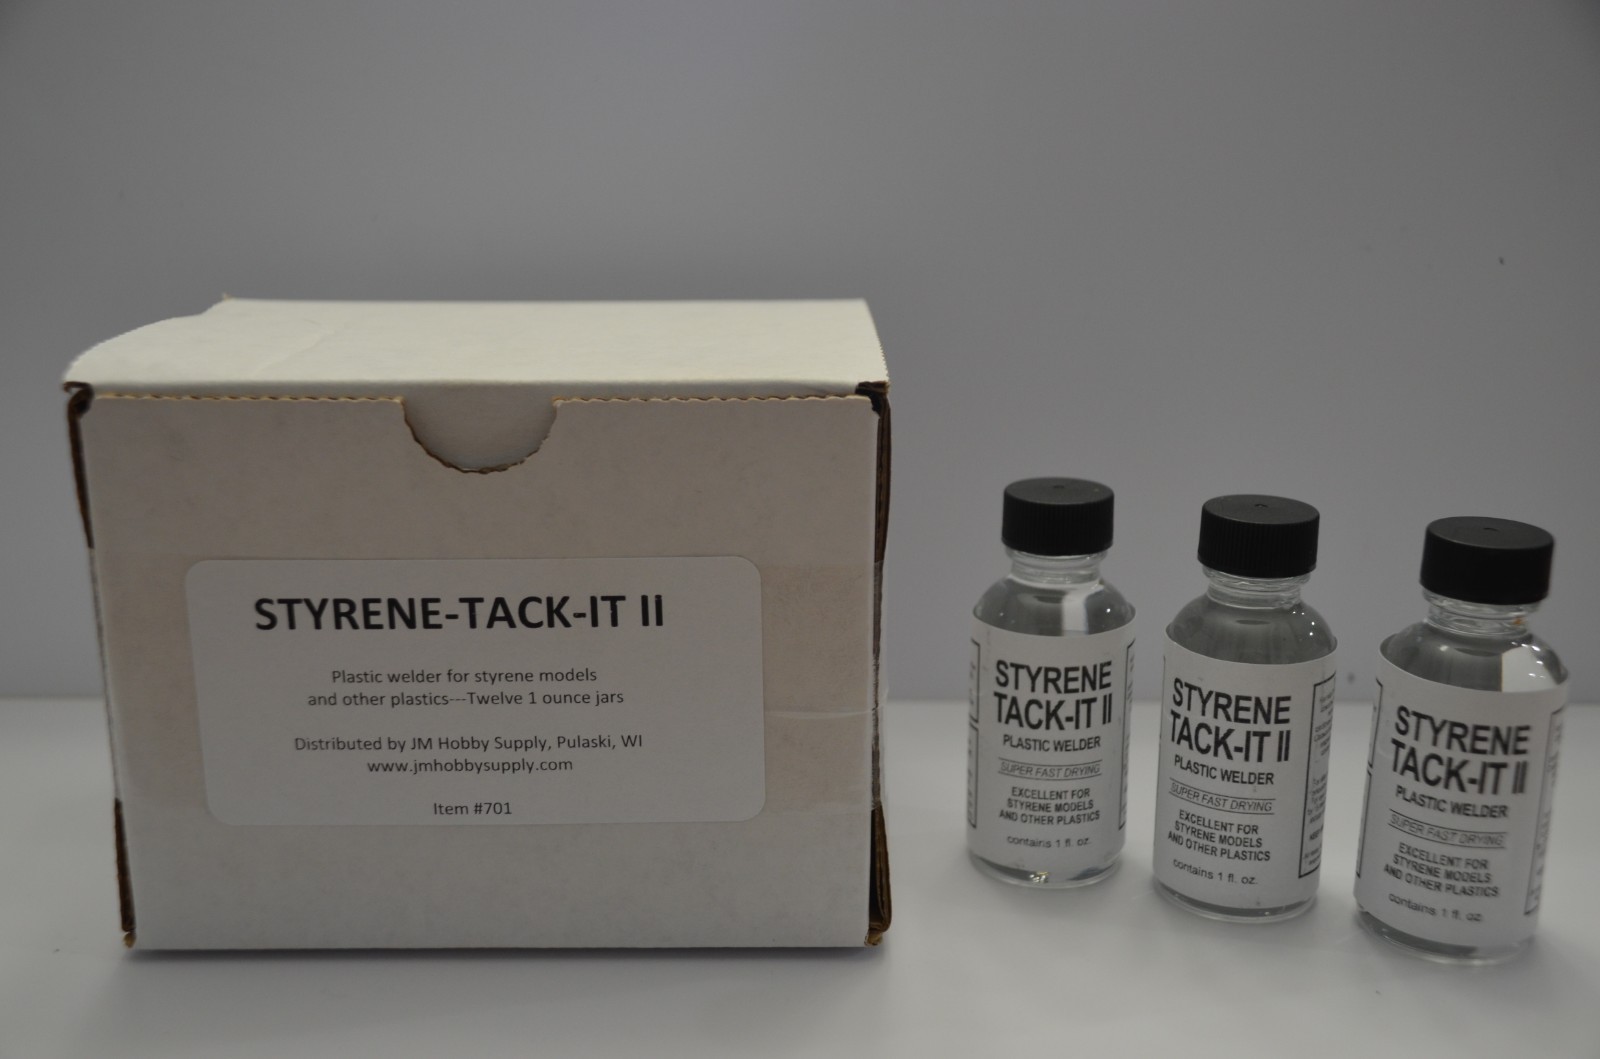 STYRENE-TACK-IT II
Plastic welder for styrene models
and other plastics---Twelve 1 ounce jars
Distributed by JM Hobby Supply, Pulaski, WI
www.jmhobbysupply.com
Item #701
STYRENE
TACK-IT II
PLASTIC WELDER
SUPER FAST DRYING
EXCELLENT FOR
STYRENE MODELS
AND OTHER PLASTICS
contains 1 fl. oz.
STYRENE
TACK-IT II
PLASTIC WELDER
SUPER FAST DRYING
EXCELLENT FOR
STYRENE MODELS
AND OTHER PLASTICS
contains 1 fl. oz.
STYRENE
TACK-IT II
PLASTIC WELDER
SUPER FAST DRYING
EXCELLENT FOR
STYRENE MODELS
AND OTHER PLASTICS
contains 1 fl. oz.